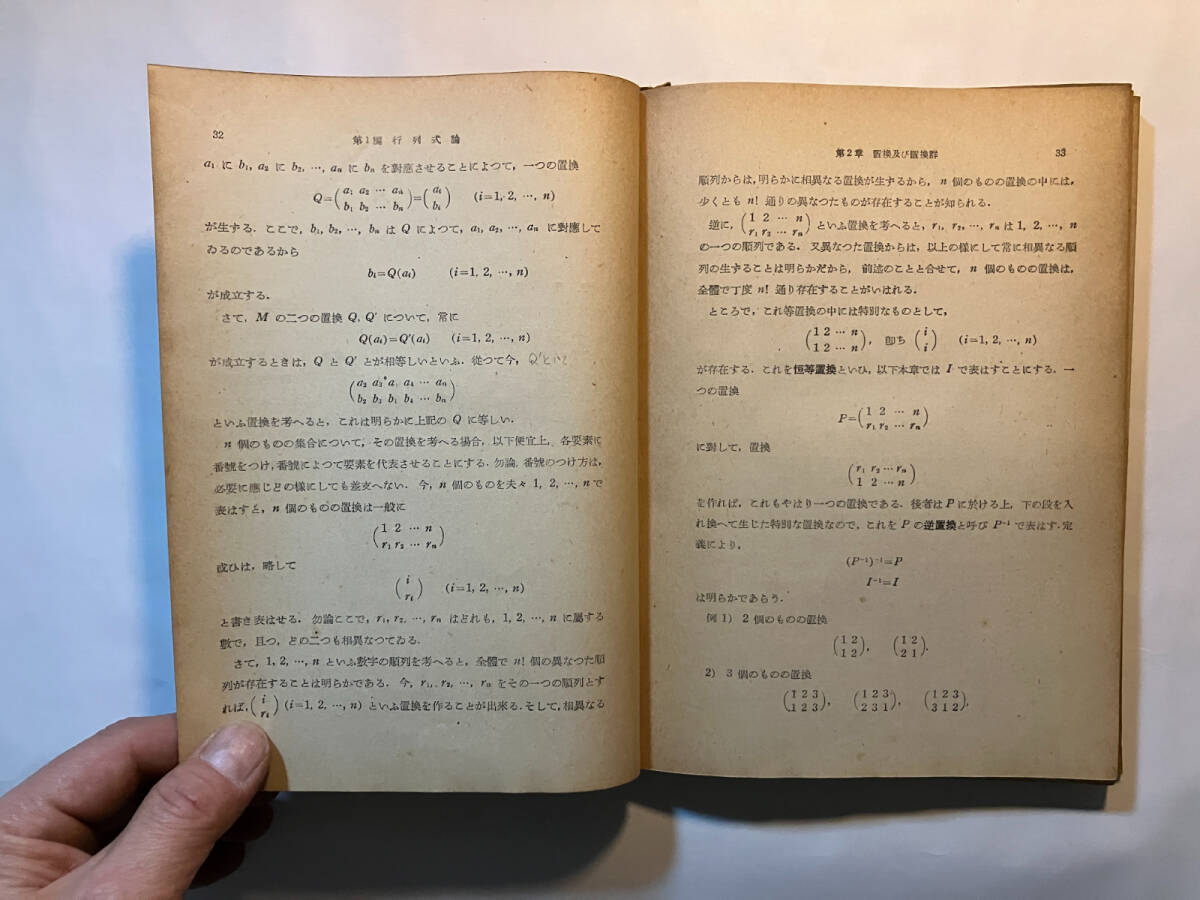 32
第1編 行列式論
a₁ に b₁, a₂ に b₂, …, aₙ に bₙ を對應させることによつて, 一つの置換
Q=(a₁ a₂ … aₙ / b₁ b₂ … bₙ)=(aᵢ / bᵢ) (i=1, 2, …, n)
が生ずる. ここで, b₁, b₂, …, bₙ は Q によつて, a₁, a₂, …, aₙ に對應して
ゐるのであるから
bᵢ=Q(aᵢ) (i=1, 2, …, n)
が成立する.
さて, M の二つの置換 Q, Q′ について, 常に
Q(aᵢ)=Q′(aᵢ) (i=1, 2, …, n)
が成立するときは, Q と Q′ とが相等しいといふ. 從つて今,
(a₂ a₃ a₁ a₄ … aₙ / b₂ b₃ b₁ b₄ … bₙ)
といふ置換を考へると, これは明らかに上記の Q に等しい.
n 個のものの集合について, その置換を考へる場合, 以下便宜上, 各要素に
番號をつけ, 番號によつて要素を代表させることにする. 勿論, 番號のつけ方は,
必要に應じどの様にしても差支へない. 今, n 個のものを夫々 1, 2, …, n で
表はすと, n 個のものの置換は一般に
(1 2 … n / r₁ r₂ … rₙ)
或ひは, 略して
(i / rᵢ) (i=1, 2, …, n)
と書き表はせる. 勿論ここで, r₁, r₂, …, rₙ はどれも, 1, 2, …, n に屬する
數で, 且つ, どの二つも相異なつてゐる.
さて, 1, 2, …, n といふ數字の順列を考へると, 全體で n! 個の異なつた順
列が存在することは明らかである. 今, r₁, r₂, …, rₙ をその一つの順列とす
れば, (i / rᵢ) (i=1, 2, …, n) といふ置換を作ることが出來る. そして, 相異なる
第2章 置換及び置換群 33
順列からは, 明らかに相異なる置換が生ずるから, n 個のものの置換の中には,
少くとも n! 通りの異なつたものが存在することが知られる.
逆に, (1 2 … n / r₁ r₂ … rₙ) といふ置換を考へると, r₁, r₂, …, rₙ は 1, 2, …, n
の一つの順列である. 又異なつた置換からは, 以上の様にして常に相異なる順
列の生ずることは明らかだから, 前述のことと合せて, n 個のものの置換は,
全體で丁度 n! 通り存在することがいはれる.
ところで, これ等置換の中には特別なものとして,
(1 2 … n / 1 2 … n), 卽ち (i / i) (i=1, 2, …, n)
が存在する. これを恒等置換といひ, 以下本章では I で表はすことにする. 一
つの置換
P=(1 2 … n / r₁ r₂ … rₙ)
に對して, 置換
(r₁ r₂ … rₙ / 1 2 … n)
を作れば, これもやはり一つの置換である. 後者は P に於ける上, 下の段を入
れ換へて生じた特別な置換なので, これを P の逆置換と呼び P⁻¹ で表はす. 定
義により,
(P⁻¹)⁻¹=P
I⁻¹=I
は明らかであらう.
例 1) 2 個のものの置換
(1 2 / 1 2), (1 2 / 2 1).
2) 3 個のものの置換
(1 2 3 / 1 2 3), (1 2 3 / 2 3 1), (1 2 3 / 3 1 2),